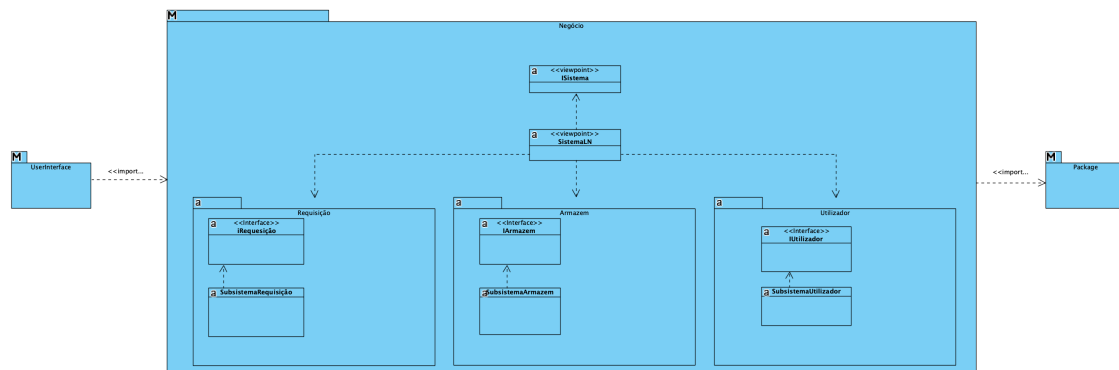 M
Negócio
a
<<viewpoint>>
ISistema
a
<<viewpoint>>
SistemaLN
M
UserInterface
<<import...
<<import...
M
Package
a
Requisição
a
<<Interface>>
iRequesição
a
SubsistemaRequisição
a
Armazem
a
<<Interface>>
IArmazem
a
SubsistemaArmazem
a
Utilizador
a
<<Interface>>
IUtilizador
a
SubsistemaUtilizador